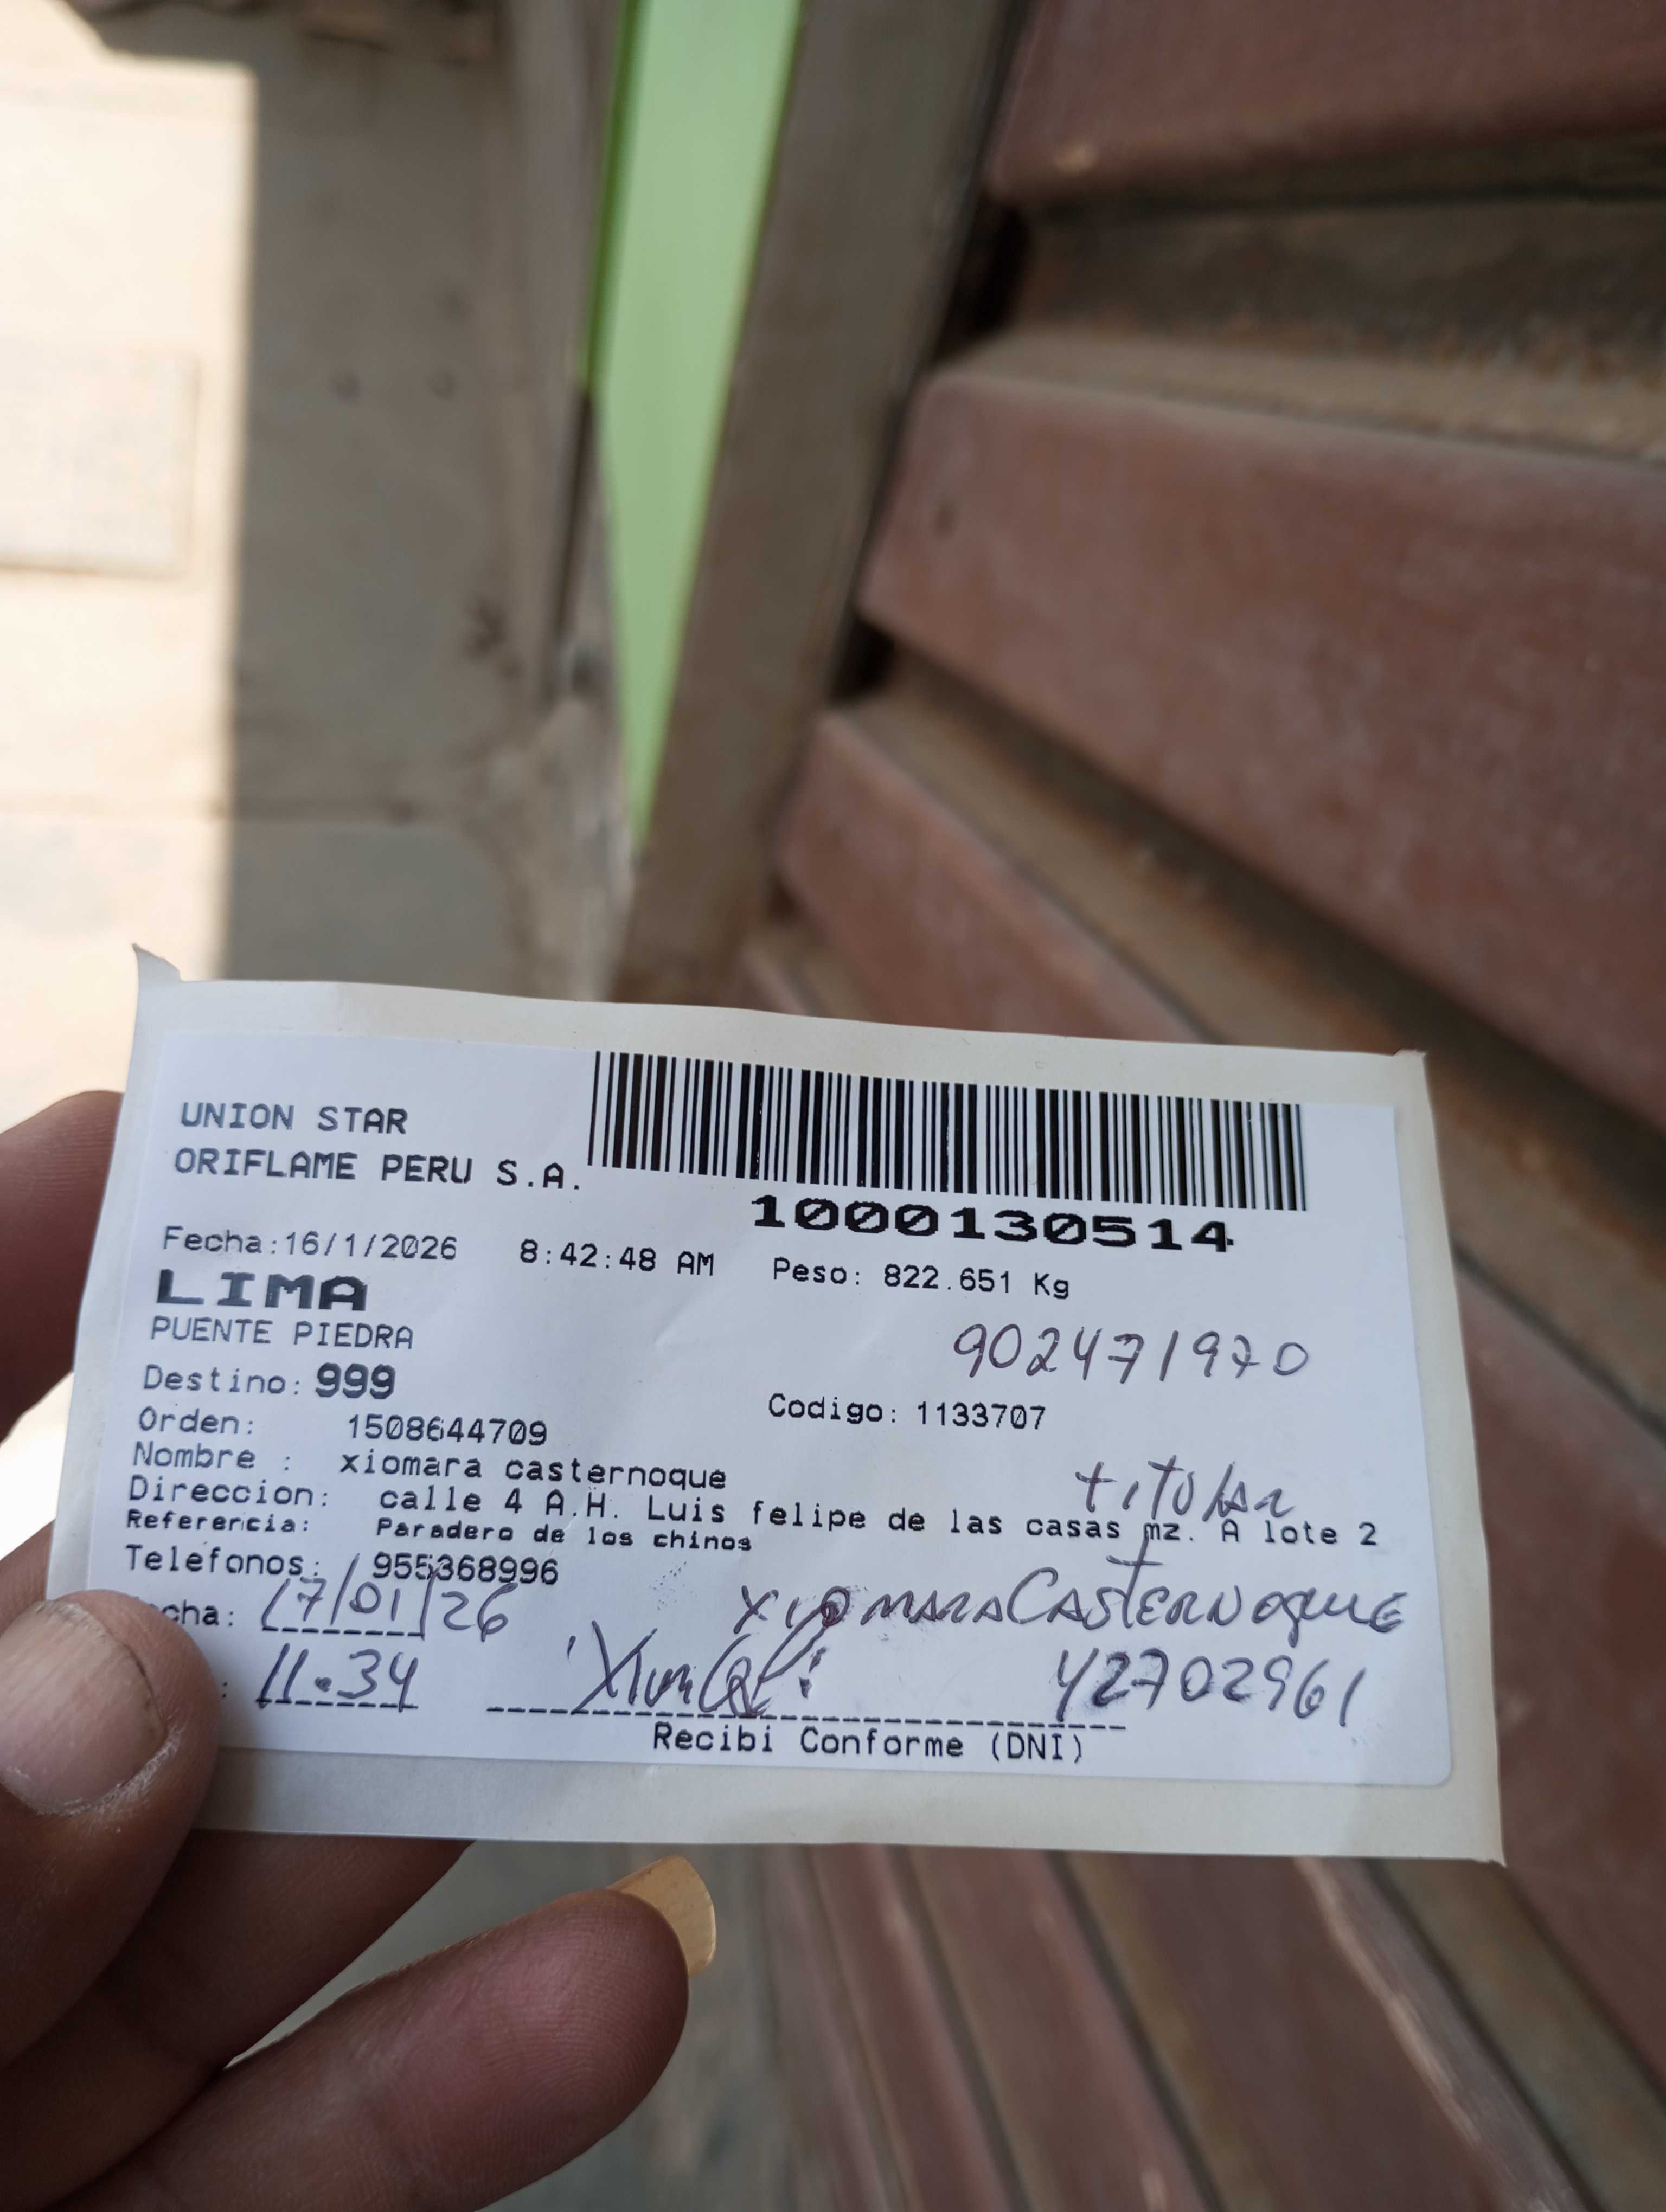 UNION STAR
ORIFLAME PERU S.A.
1000130514
Fecha:16/1/2026 8:42:48 AM Peso: 822.651 Kg
LIMA
PUENTE PIEDRA
902471970
Destino: 999
Codigo: 1133707
Orden: 1508644709
Nombre : xiomara casternoque
titular
Direccion: calle 4 A.H. Luis felipe de las casas mz. A lote 2
Referencia: Paradero de los chinos
Telefonos: 955368996
cha: 17/01/26 XIOMARA CASTERNOQUE
: 11.34 42702961
Recibi Conforme (DNI)